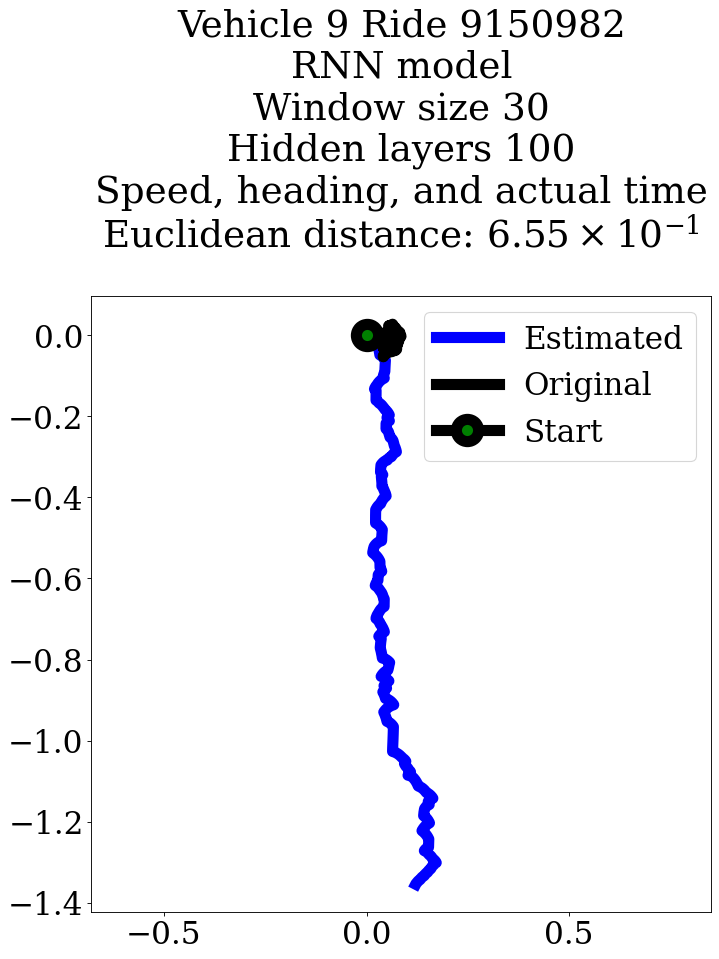 Vehicle 9 Ride 9150982
RNN model
Window size 30
Hidden layers 100
Speed, heading, and actual time
Euclidean distance: 6.55 × 10⁻¹
Estimated
Original
Start
0.0
−0.2
−0.4
−0.6
−0.8
−1.0
−1.2
−1.4
−0.5 0.0 0.5